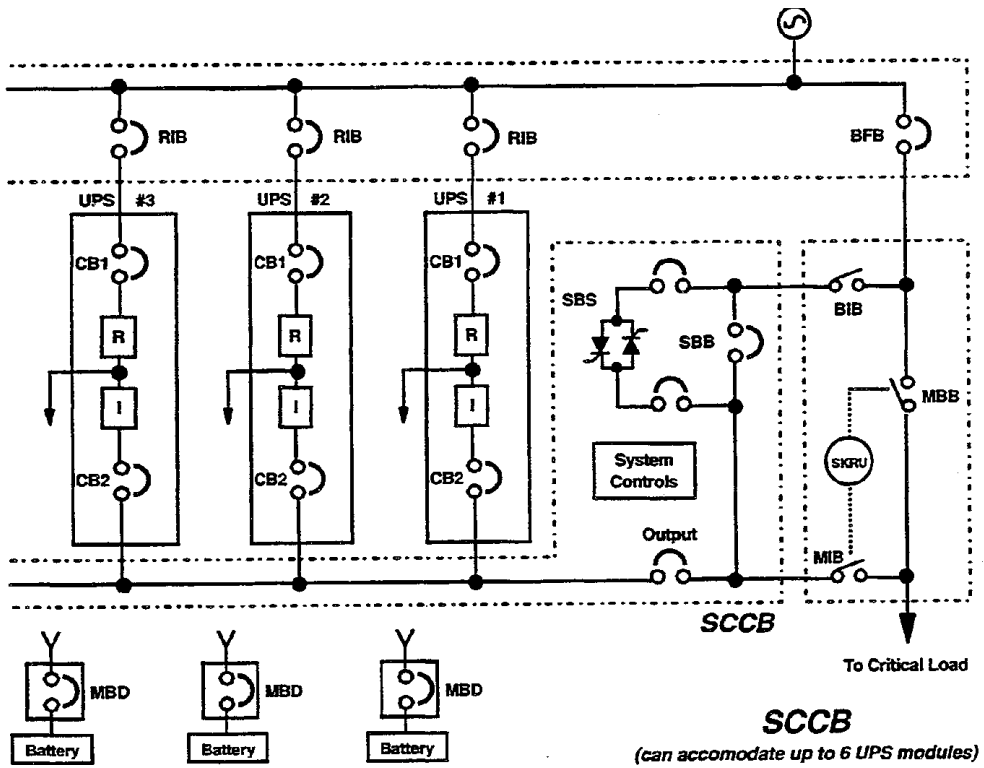 S
RIB
RIB
RIB
BFB
UPS #3
UPS #2
UPS #1
CB1
CB1
CB1
SBS
SBB
BIB
R
R
R
MBB
I
I
I
SKRU
System
Controls
CB2
CB2
CB2
Output
MIB
SCCB
To Critical Load
MBD
MBD
MBD
Battery
Battery
Battery
SCCB
(can accomodate up to 6 UPS modules)